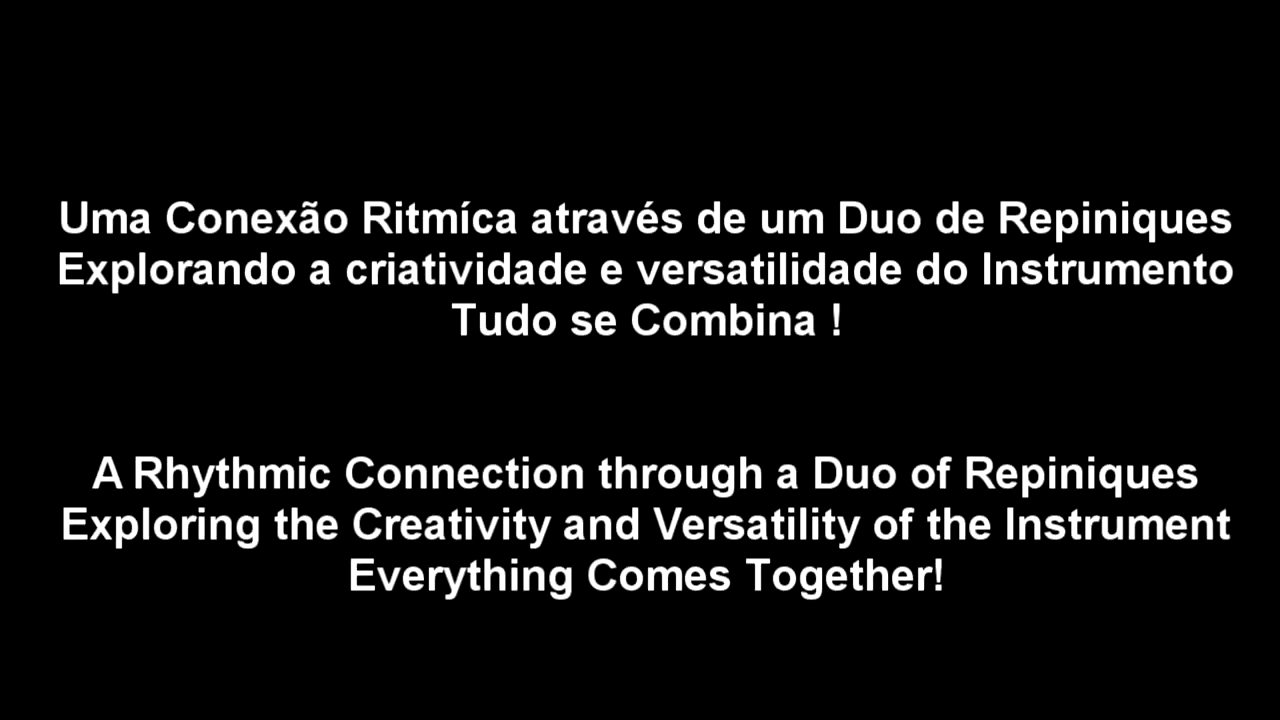 Uma Conexão Ritmíca através de um Duo de Repiniques
Explorando a criatividade e versatilidade do Instrumento
Tudo se Combina !
A Rhythmic Connection through a Duo of Repiniques
Exploring the Creativity and Versatility of the Instrument
Everything Comes Together!